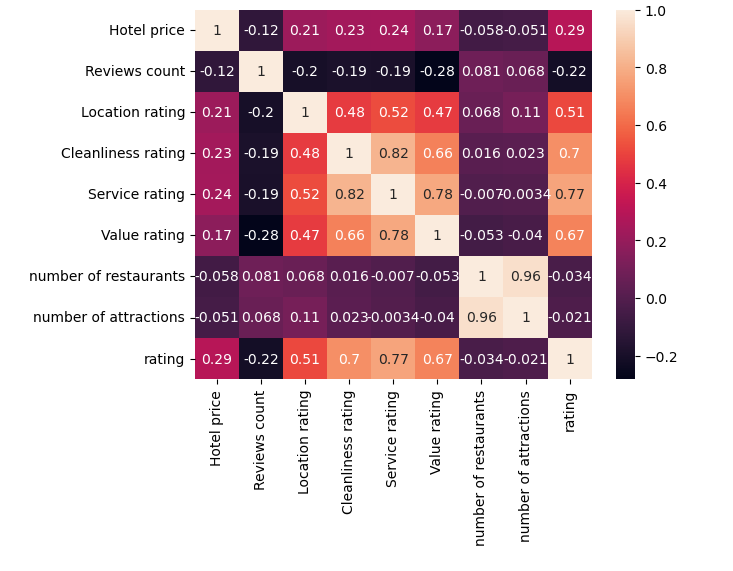 Hotel price 1 -0.12 0.21 0.23 0.24 0.17 -0.058 -0.051 0.29
Reviews count -0.12 1 -0.2 -0.19 -0.19 -0.28 0.081 0.068 -0.22
Location rating 0.21 -0.2 1 0.48 0.52 0.47 0.068 0.11 0.51
Cleanliness rating 0.23 -0.19 0.48 1 0.82 0.66 0.016 0.023 0.7
Service rating 0.24 -0.19 0.52 0.82 1 0.78 -0.007 -0.0034 0.77
Value rating 0.17 -0.28 0.47 0.66 0.78 1 -0.053 -0.04 0.67
number of restaurants -0.058 0.081 0.068 0.016 -0.007 -0.053 1 0.96 -0.034
number of attractions -0.051 0.068 0.11 0.023 -0.0034 -0.04 0.96 1 -0.021
rating 0.29 -0.22 0.51 0.7 0.77 0.67 -0.034 -0.021 1
Hotel price
Reviews count
Location rating
Cleanliness rating
Service rating
Value rating
number of restaurants
number of attractions
rating
1.0
0.8
0.6
0.4
0.2
0.0
−0.2